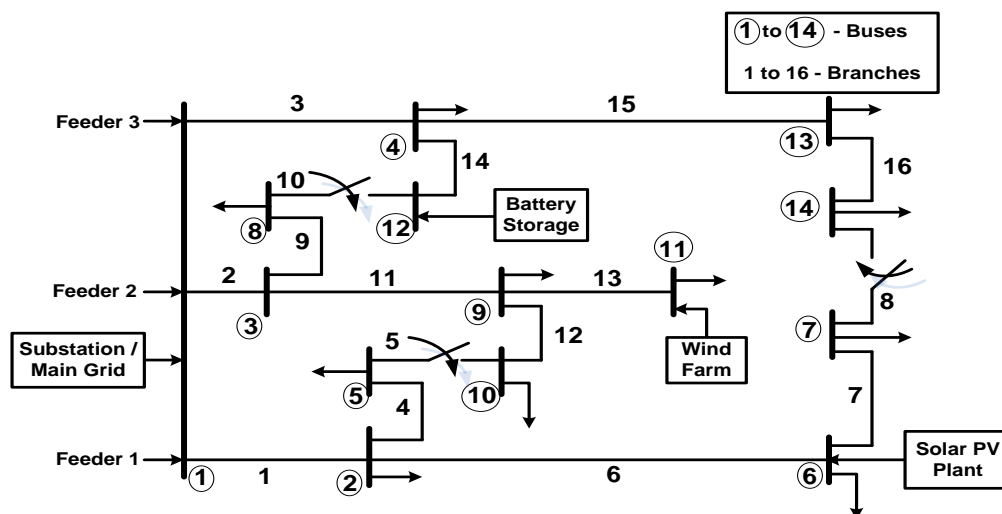 1 to 14 - Buses
1 to 16 - Branches
3
15
Feeder 3
4
13
14
16
10
8
12
Battery
Storage
14
9
11
2
11
13
Feeder 2
3
9
8
7
12
5
Wind
Farm
Substation /
Main Grid
5
10
4
7
Feeder 1
1
1
2
6
6
Solar PV
Plant